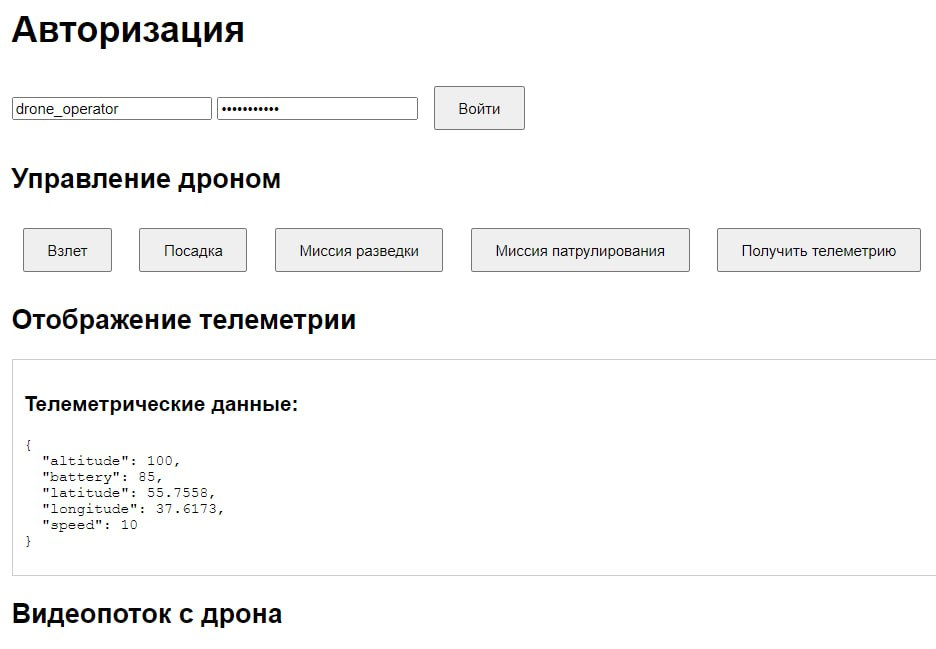 Авторизация
drone_operator ••••••••••• Войти
Управление дроном
Взлет Посадка Миссия разведки Миссия патрулирования Получить телеметрию
Отображение телеметрии
Телеметрические данные:
{
"altitude": 100,
"battery": 85,
"latitude": 55.7558,
"longitude": 37.6173,
"speed": 10
}
Видеопоток с дрона